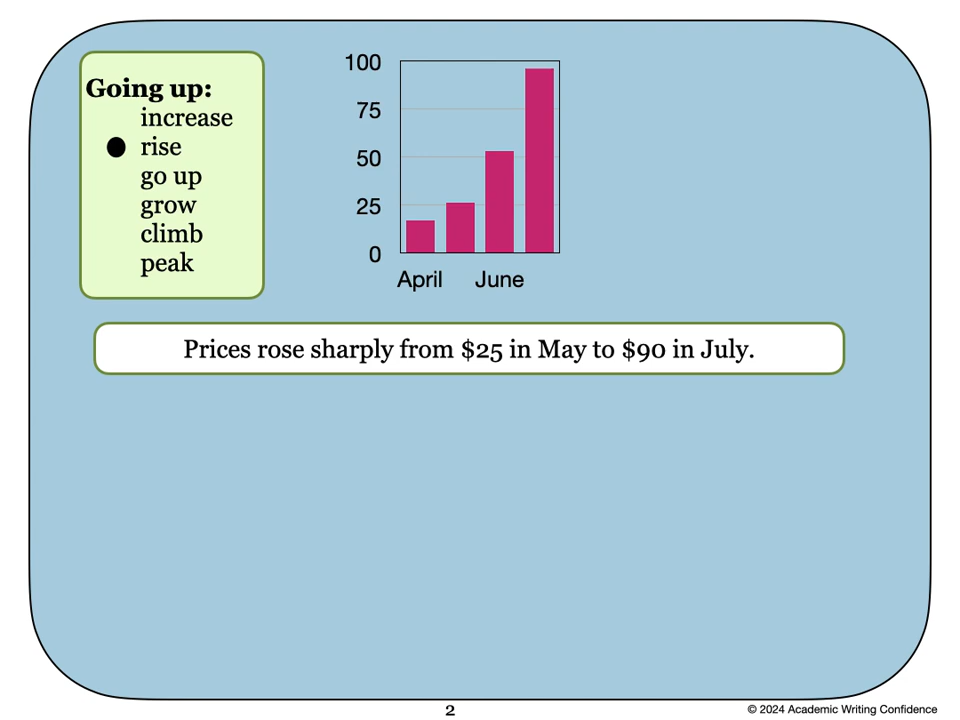 Going up:
increase
rise
go up
grow
climb
peak
100
75
50
25
0
April June
Prices rose sharply from $25 in May to $90 in July.
2
© 2024 Academic Writing Confidence